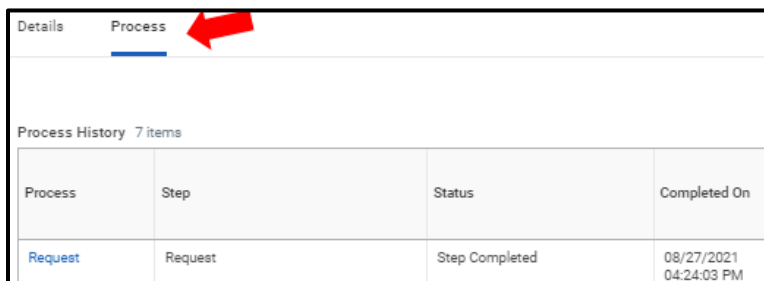 Details Process
Process History 7 items
Process Step Status Completed On
Request Request Step Completed 08/27/2021
04:24:03 PM